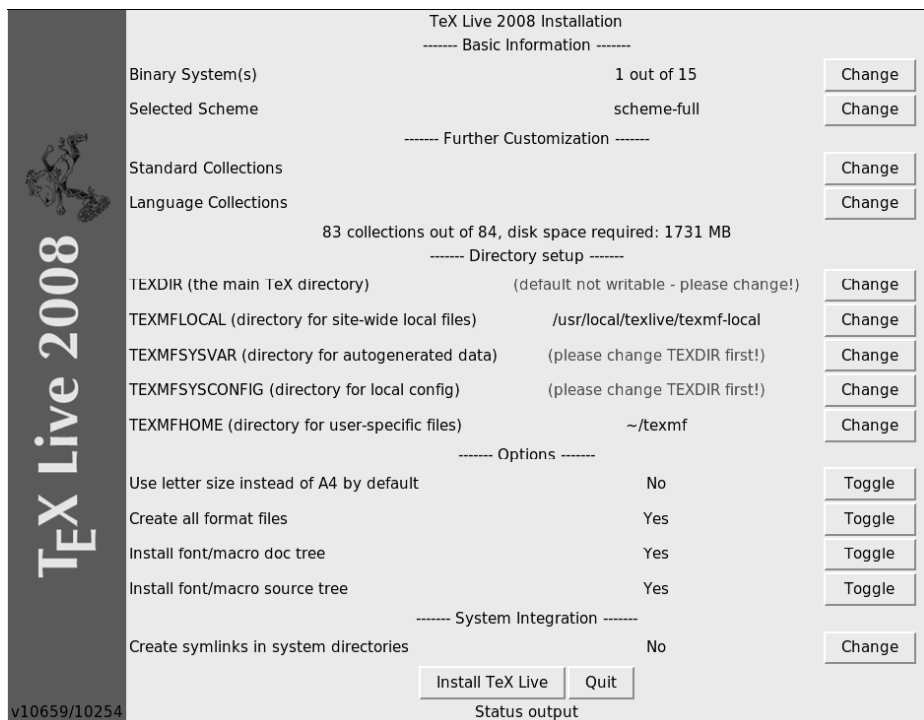 TeX Live 2008 Installation
------- Basic Information -------
Binary System(s) 1 out of 15 Change
Selected Scheme scheme-full Change
------- Further Customization -------
Standard Collections Change
Language Collections Change
83 collections out of 84, disk space required: 1731 MB
------- Directory setup -------
TEXDIR (the main TeX directory) (default not writable - please change!) Change
TEXMFLOCAL (directory for site-wide local files) /usr/local/texlive/texmf-local Change
TEXMFSYSVAR (directory for autogenerated data) (please change TEXDIR first!) Change
TEXMFSYSCONFIG (directory for local config) (please change TEXDIR first!) Change
TEXMFHOME (directory for user-specific files) ~/texmf Change
------- Options -------
Use letter size instead of A4 by default No Toggle
Create all format files Yes Toggle
Install font/macro doc tree Yes Toggle
Install font/macro source tree Yes Toggle
------- System Integration -------
Create symlinks in system directories No Change
Install TeX Live Quit
Status output
TEX Live 2008
v10659/10254